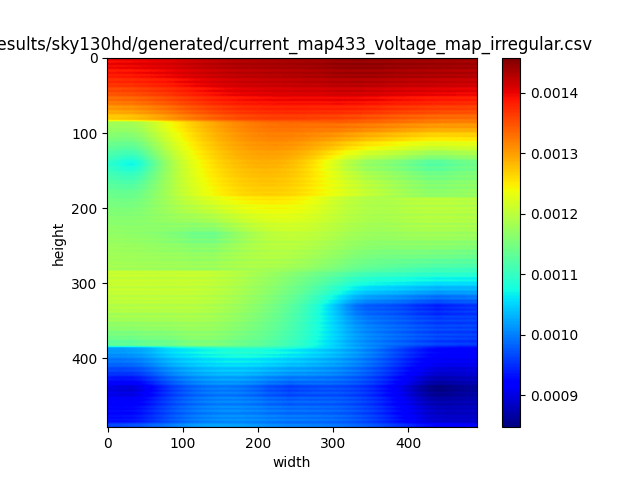 esults/sky130hd/generated/current_map433_voltage_map_irregular.csv
0
100
200
300
400
height
0 100 200 300 400
width
0.0014
0.0013
0.0012
0.0011
0.0010
0.0009